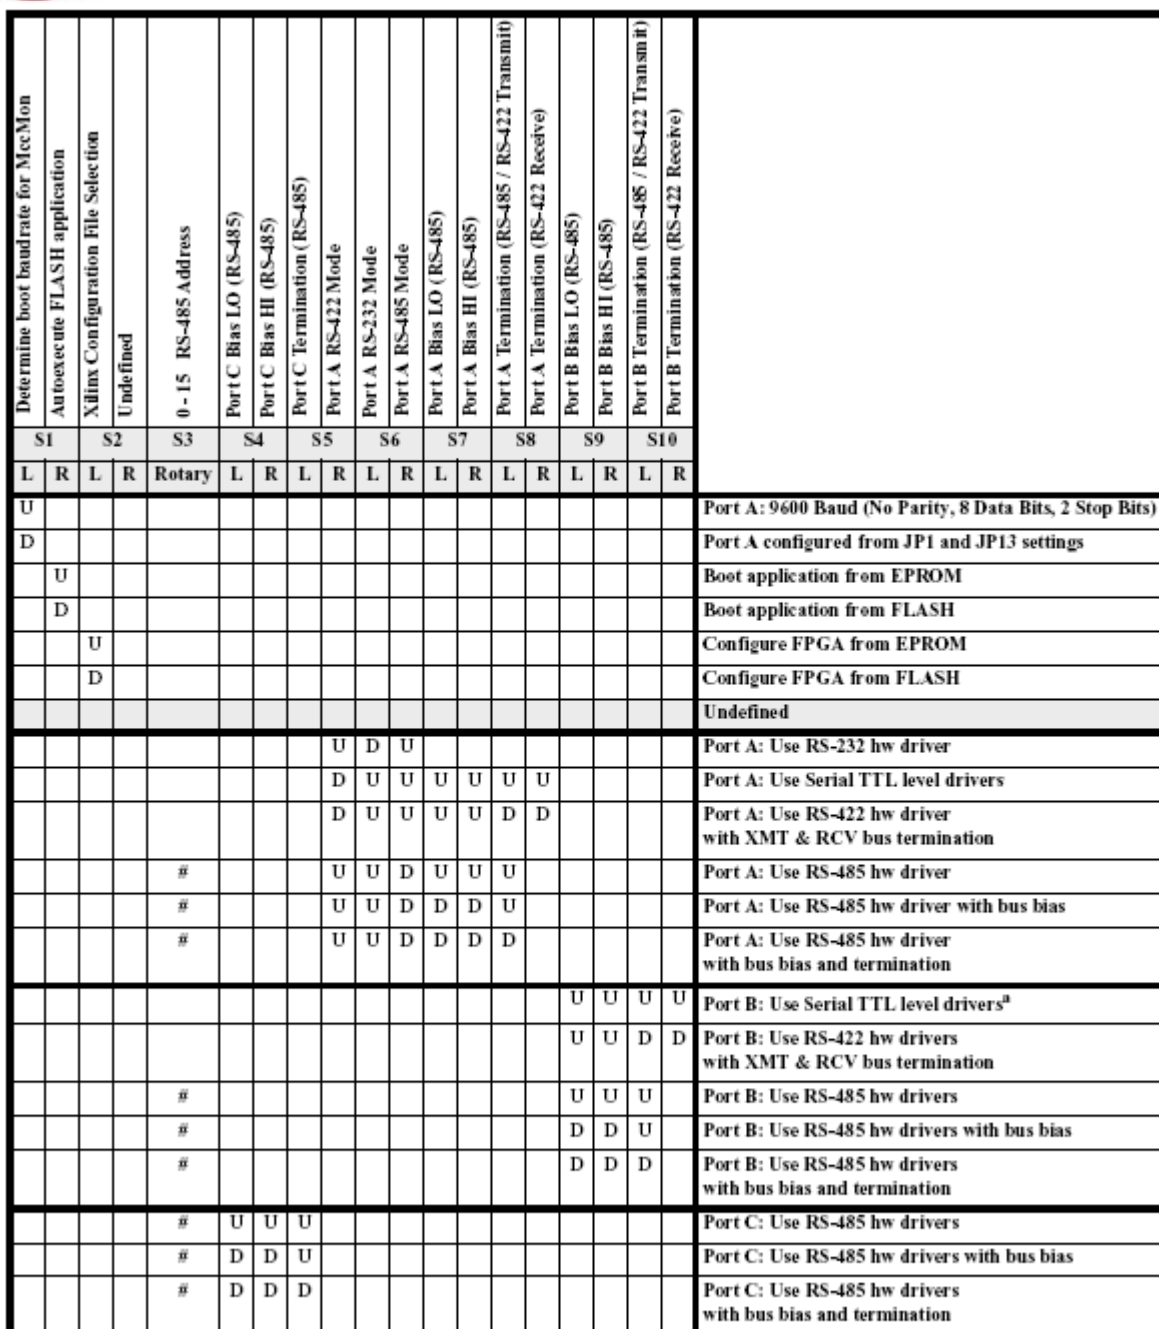 Determine boot baudrate for MccMon
Autoexecute FLASH application
Xilinx Configuration File Selection
Undefined
0 - 15 RS-485 Address
Port C Bias LO (RS-485)
Port C Bias HI (RS-485)
Port C Termination (RS-485)
Port A RS-422 Mode
Port A RS-232 Mode
Port A RS-485 Mode
Port A Bias LO (RS-485)
Port A Bias HI (RS-485)
Port A Termination (RS-485 / RS-422 Transmit)
Port A Termination (RS-422 Receive)
Port B Bias LO (RS-485)
Port B Bias HI (RS-485)
Port B Termination (RS-485 / RS-422 Transmit)
Port B Termination (RS-422 Receive)
S1 S2 S3 S4 S5 S6 S7 S8 S9 S10
L R L R Rotary L R L R L R L R L R L R L R
U Port A: 9600 Baud (No Parity, 8 Data Bits, 2 Stop Bits)
D Port A configured from JP1 and JP13 settings
U Boot application from EPROM
D Boot application from FLASH
U Configure FPGA from EPROM
D Configure FPGA from FLASH
Undefined
U D U Port A: Use RS-232 hw driver
D U U U U U U Port A: Use Serial TTL level drivers
D U U U U D D Port A: Use RS-422 hw driver
with XMT & RCV bus termination
# U U D U U U Port A: Use RS-485 hw driver
# U U D D D U Port A: Use RS-485 hw driver with bus bias
# U U D D D D Port A: Use RS-485 hw driver
with bus bias and termination
U U U U Port B: Use Serial TTL level driversª
U U D D Port B: Use RS-422 hw drivers
with XMT & RCV bus termination
# U U U Port B: Use RS-485 hw drivers
# D D U Port B: Use RS-485 hw drivers with bus bias
# D D D Port B: Use RS-485 hw drivers
with bus bias and termination
# U U U Port C: Use RS-485 hw drivers
# D D U Port C: Use RS-485 hw drivers with bus bias
# D D D Port C: Use RS-485 hw drivers
with bus bias and termination